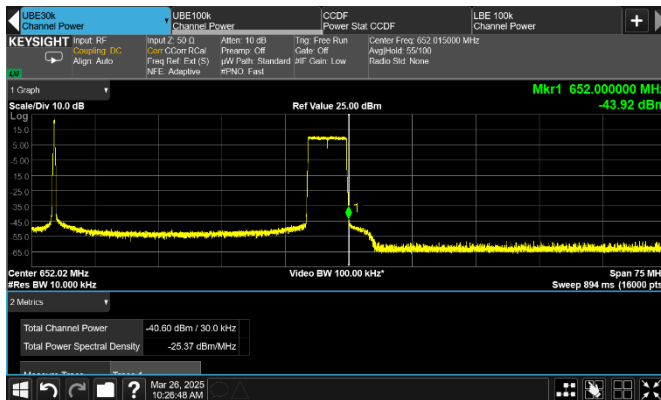 UBE30k
Channel Power
UBE100k
Channel Power
CCDF
Power Stat CCDF
LBE 100k
Channel Power
KEYSIGHT
Input: RF
Coupling: DC
Align: Auto
Input Z: 50 Ω
Corr CCorr RCal
Freq Ref: Ext (S)
NFE: Adaptive
Atten: 10 dB
Preamp: Off
µW Path: Standard
#PNO: Fast
Trig: Free Run
Gate: Off
#IF Gain: Low
Center Freq: 652.015000 MHz
Avg|Hold: 55/100
Radio Std: None
1 Graph
Mkr1 652.000000 MHz
-43.92 dBm
Scale/Div 10.0 dB
Ref Value 25.00 dBm
Log
15.0
5.00
-5.00
-15.0
-25.0
-35.0
-45.0
-55.0
-65.0
1
Center 652.02 MHz
#Res BW 10.000 kHz
Video BW 100.00 kHz*
Span 75 MH
Sweep 894 ms (16000 pts
2 Metrics
Total Channel Power
-40.60 dBm / 30.0 kHz
Total Power Spectral Density
-25.37 dBm/MHz
?
Mar 26, 2025
10:26:48 AM